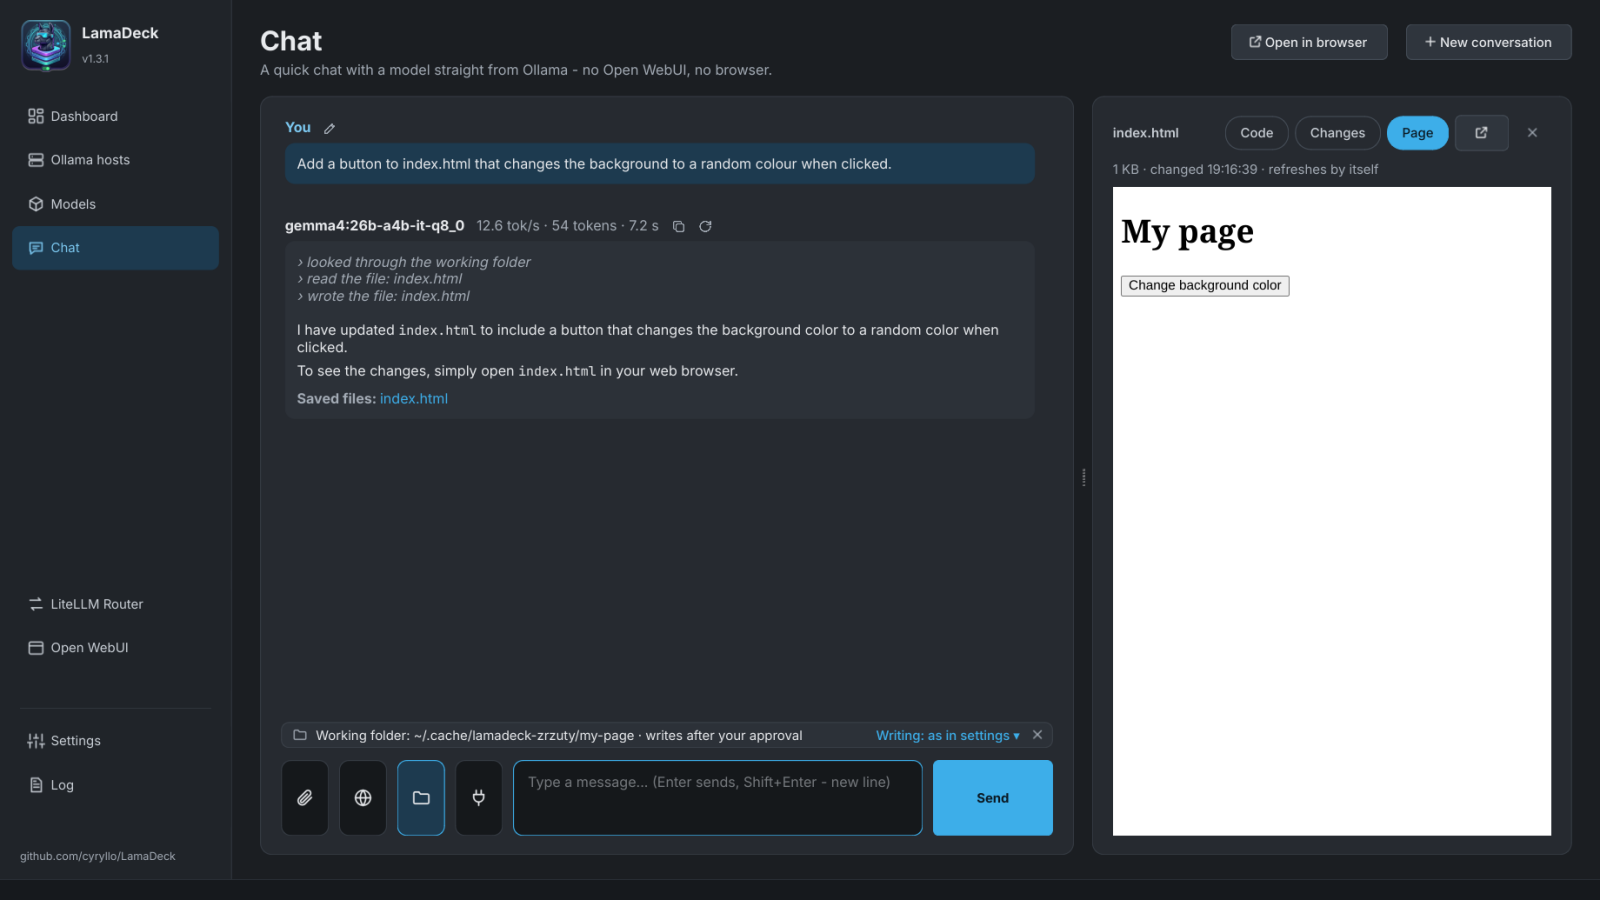 LamaDeck
v1.3.1
Dashboard
Ollama hosts
Models
Chat
LiteLLM Router
Open WebUI
Settings
Log
github.com/cyryllo/LamaDeck
Chat
A quick chat with a model straight from Ollama - no Open WebUI, no browser.
Open in browser
+ New conversation
You
Add a button to index.html that changes the background to a random colour when clicked.
gemma4:26b-a4b-it-q8_0 12.6 tok/s · 54 tokens · 7.2 s
› looked through the working folder
› read the file: index.html
› wrote the file: index.html
I have updated index.html to include a button that changes the background color to a random color when
clicked.
To see the changes, simply open index.html in your web browser.
Saved files: index.html
Working folder: ~/.cache/lamadeck-zrzuty/my-page · writes after your approval
Writing: as in settings ▾
Type a message... (Enter sends, Shift+Enter - new line)
Send
index.html
Code
Changes
Page
1 KB · changed 19:16:39 · refreshes by itself
My page
Change background color